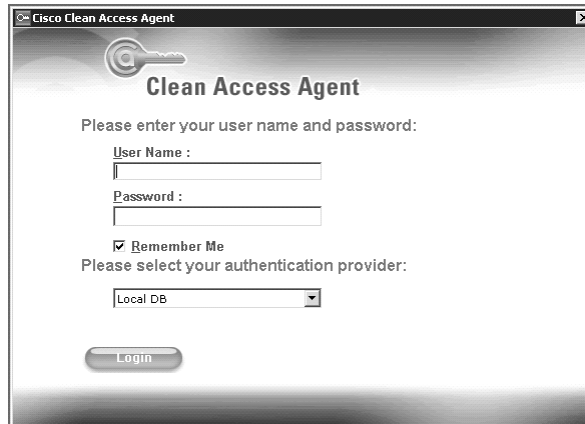 Cisco Clean Access Agent
Clean Access Agent
Please enter your user name and password:
User Name :
Password :
Remember Me
Please select your authentication provider:
Local DB
Login